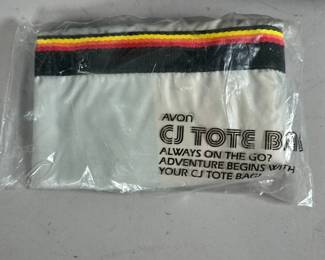 AVON
CJ TOTE BA
ALWAYS ON THE GO?
ADVENTURE BEGINS WITH
YOUR CJ TOTE BAG!